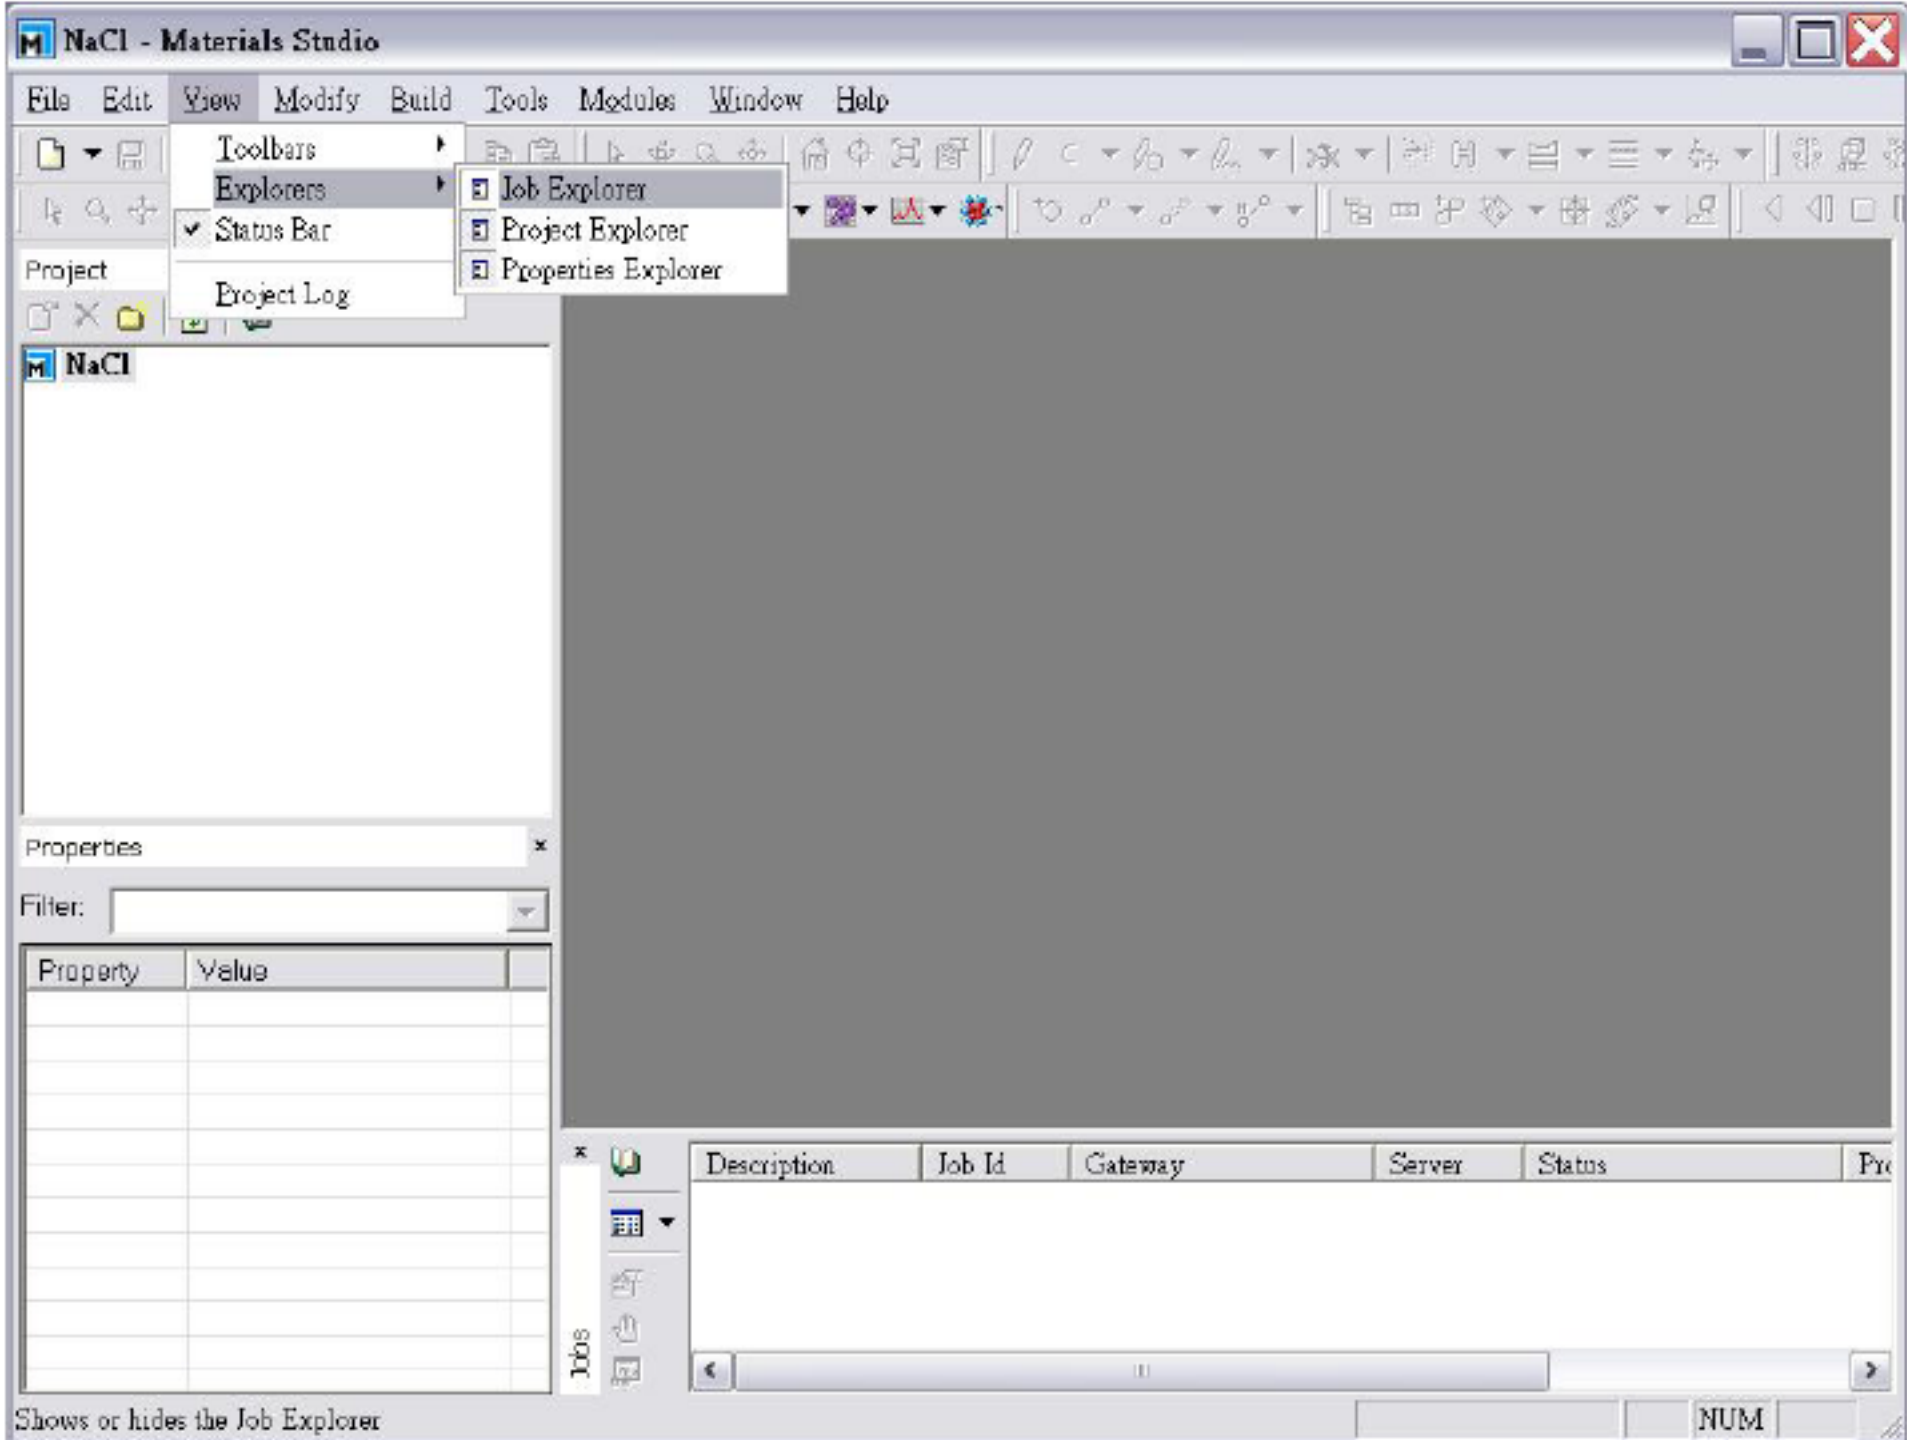 NaCl - Materials Studio
File Edit View Modify Build Tools Modules Window Help
Toolbars
Explorers
Job Explorer
Status Bar
Project Explorer
Properties Explorer
Project
Project Log
NaCl
Properties
Filter:
Property Value
Description Job Id Gateway Server Status Pro
Jobs
Shows or hides the Job Explorer
NUM